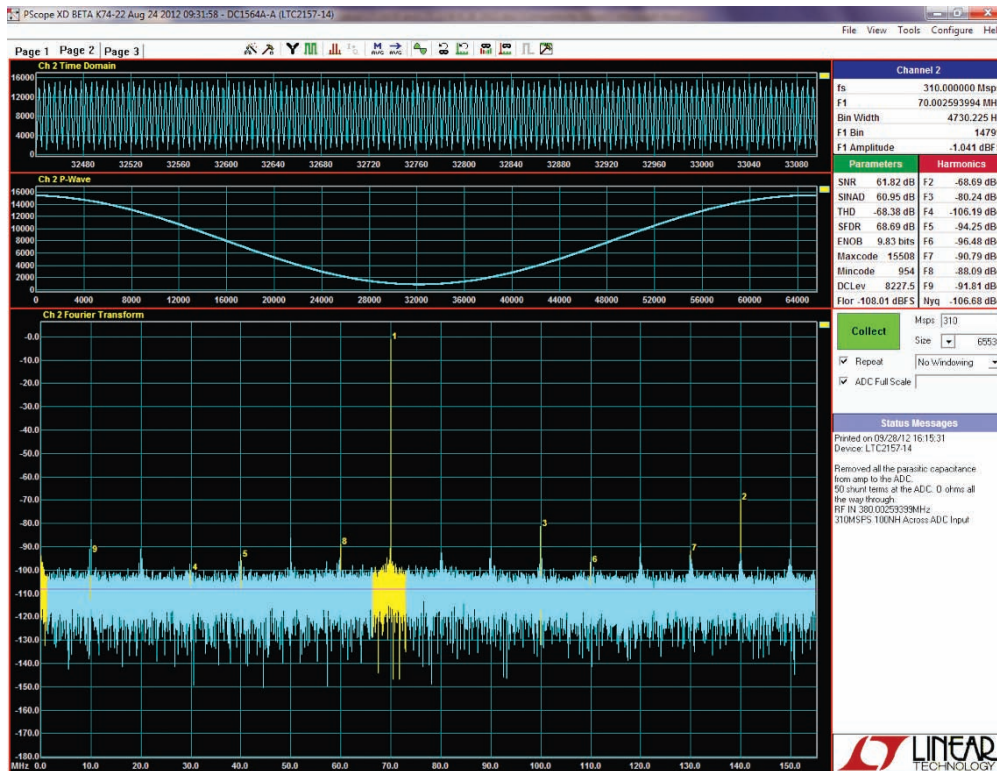 PScope XD BETA K74-22 Aug 24 2012 09:31:58 - DC1564A-A (LTC2157-14)
File View Tools Configure Hel
Page 1 Page 2 Page 3
Ch 2 Time Domain
16000
12000
8000
4000
0
32480 32520 32560 32600 32640 32680 32720 32760 32800 32840 32880 32920 32960 33000 33040 33080
Ch 2 P-Wave
16000
14000
12000
10000
8000
6000
4000
2000
0
0 4000 8000 12000 16000 20000 24000 28000 32000 36000 40000 44000 48000 52000 56000 60000 64000
Ch 2 Fourier Transform
-0.0
-10.0
-20.0
-30.0
-40.0
-50.0
-60.0
-70.0
-80.0
-90.0
-100.0
-110.0
-120.0
-130.0
-140.0
-150.0
-160.0
-170.0
-180.0
1
2
3
9
8
7
5
6
4
MHz 0.0 10.0 20.0 30.0 40.0 50.0 60.0 70.0 80.0 90.0 100.0 110.0 120.0 130.0 140.0 150.0
Channel 2
fs 310.000000 Msps
F1 70.002593994 MH
Bin Width 4730.225 H
F1 Bin 1479
F1 Amplitude -1.041 dBF
Parameters Harmonics
SNR 61.82 dB F2 -68.69 dB
SINAD 60.95 dB F3 -80.24 dB
THD -68.38 dB F4 -106.19 dB
SFDR 68.69 dB F5 -94.25 dB
ENOB 9.83 bits F6 -96.48 dB
Maxcode 15508 F7 -90.79 dB
Mincode 954 F8 -88.09 dB
DCLev 8227.5 F9 -91.81 dB
Flor -108.01 dBFS Nyq -106.68 dB
Collect
Msps 310
Size 6553
Repeat No Windowing
ADC Full Scale
Status Messages
Printed on 09/28/12 16:15:31
Device: LTC2157-14
Removed all the parasitic capacitance
from amp to the ADC.
50 shunt terms at the ADC. 0 ohms all
the way through.
RF IN 380.00259399MHz
310MSPS 100NH Across ADC Input
LINEAR
TECHNOLOGY